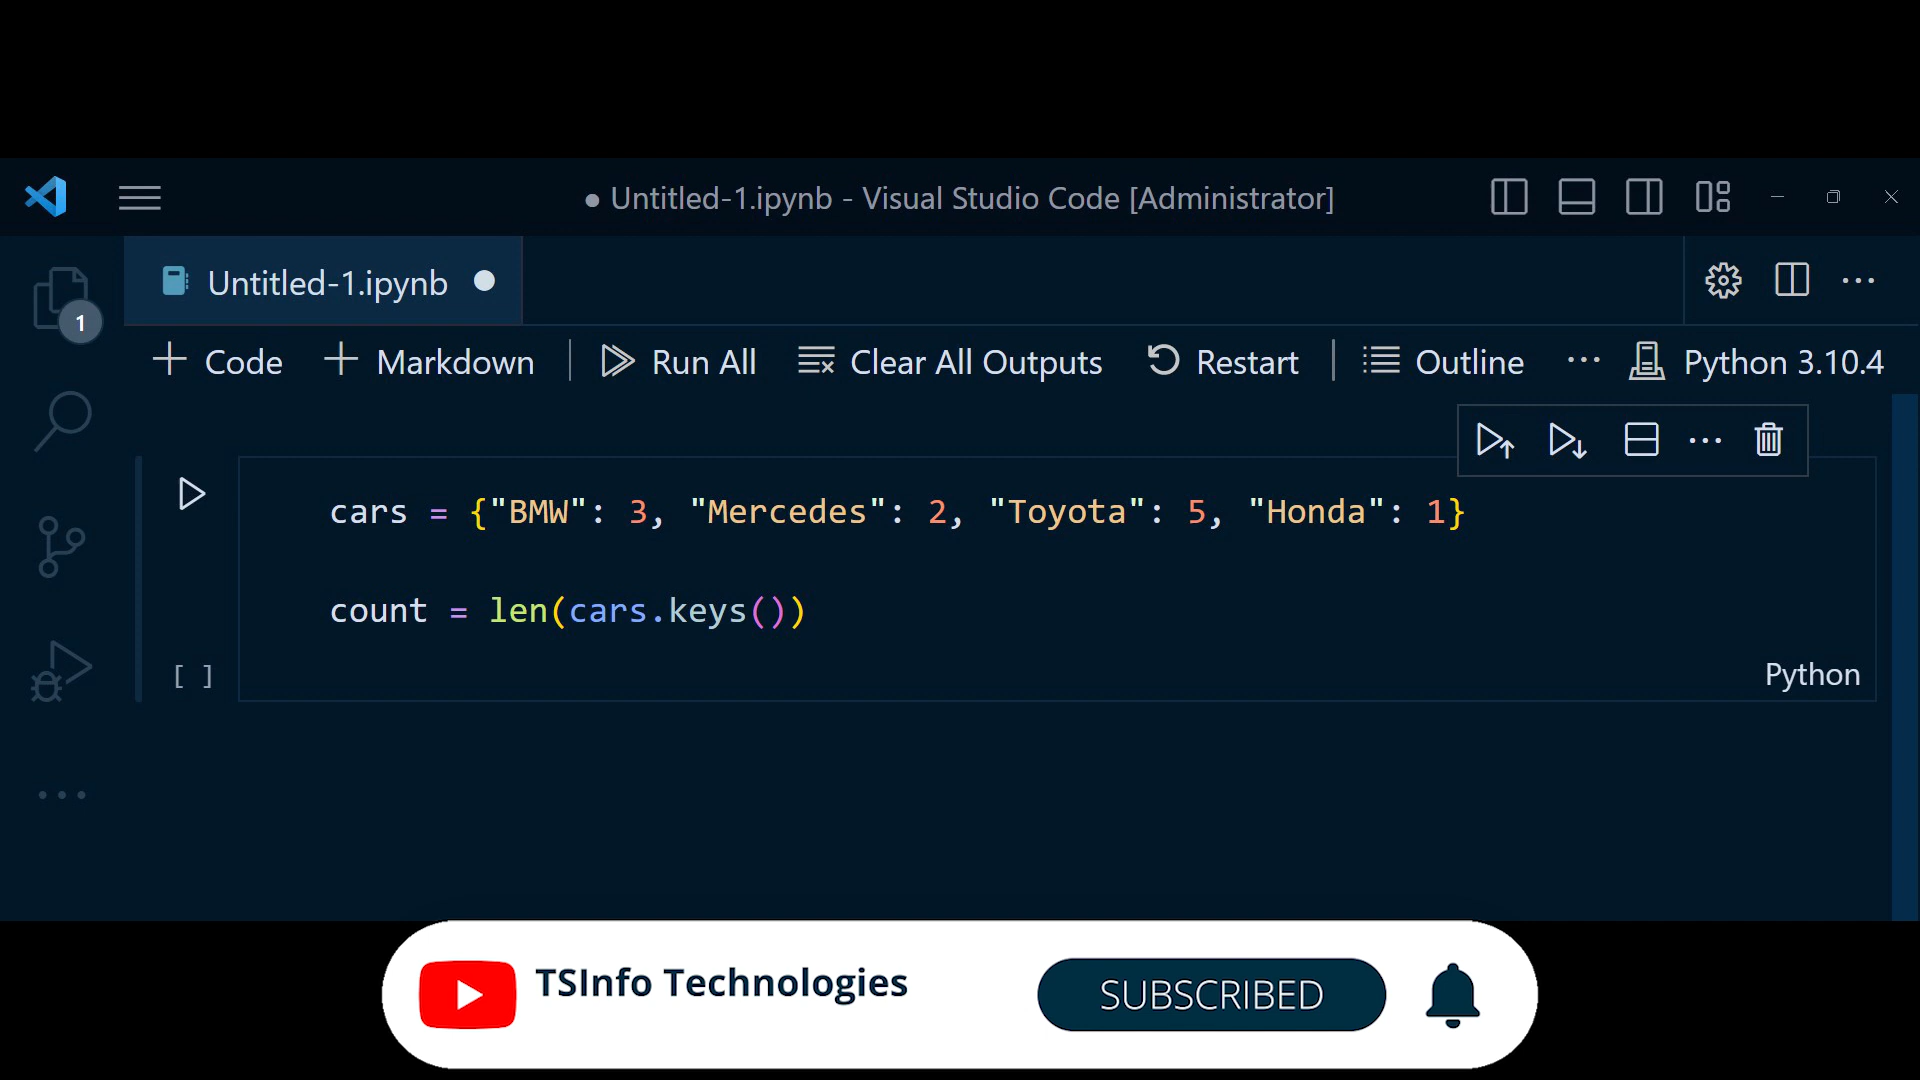 ● Untitled-1.ipynb - Visual Studio Code [Administrator]
Untitled-1.ipynb
1
Code Markdown Run All Clear All Outputs Restart Outline ... Python 3.10.4
cars = {"BMW": 3, "Mercedes": 2, "Toyota": 5, "Honda": 1}
count = len(cars.keys())
[ ]
Python
TSInfo Technologies
SUBSCRIBED